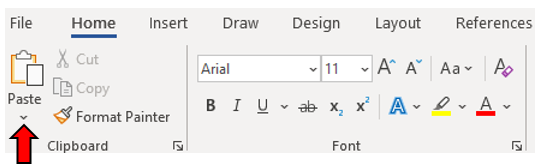 File Home Insert Draw Design Layout References
Cut
Copy
Paste
Format Painter
Clipboard
Arial 11 A A Aa A
B I U ab x₂ x² A A
Font